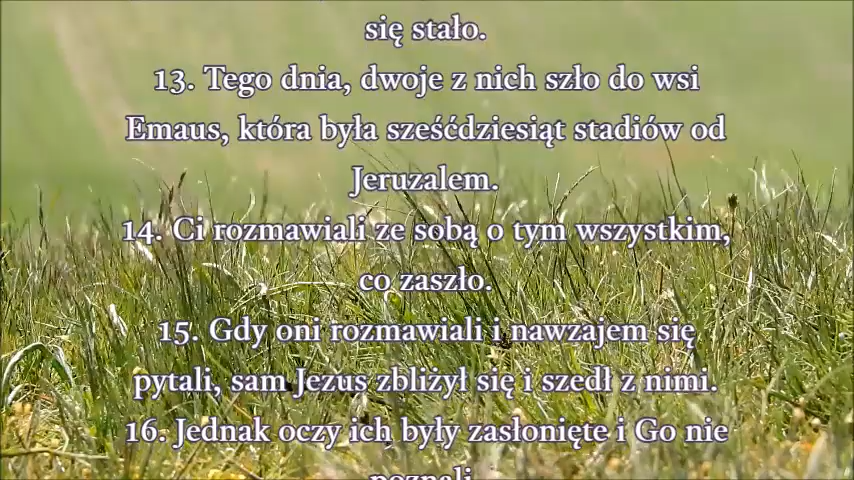 się stało.
13. Tego dnia, dwoje z nich szło do wsi
Emaus, która była sześćdziesiąt stadiów od
Jeruzalem.
14. Ci rozmawiali ze sobą o tym wszystkim,
co zaszło.
15. Gdy oni rozmawiali i nawzajem się
pytali, sam Jezus zbliżył się i szedł z nimi.
16. Jednak oczy ich były zasłonięte i Go nie
poznali